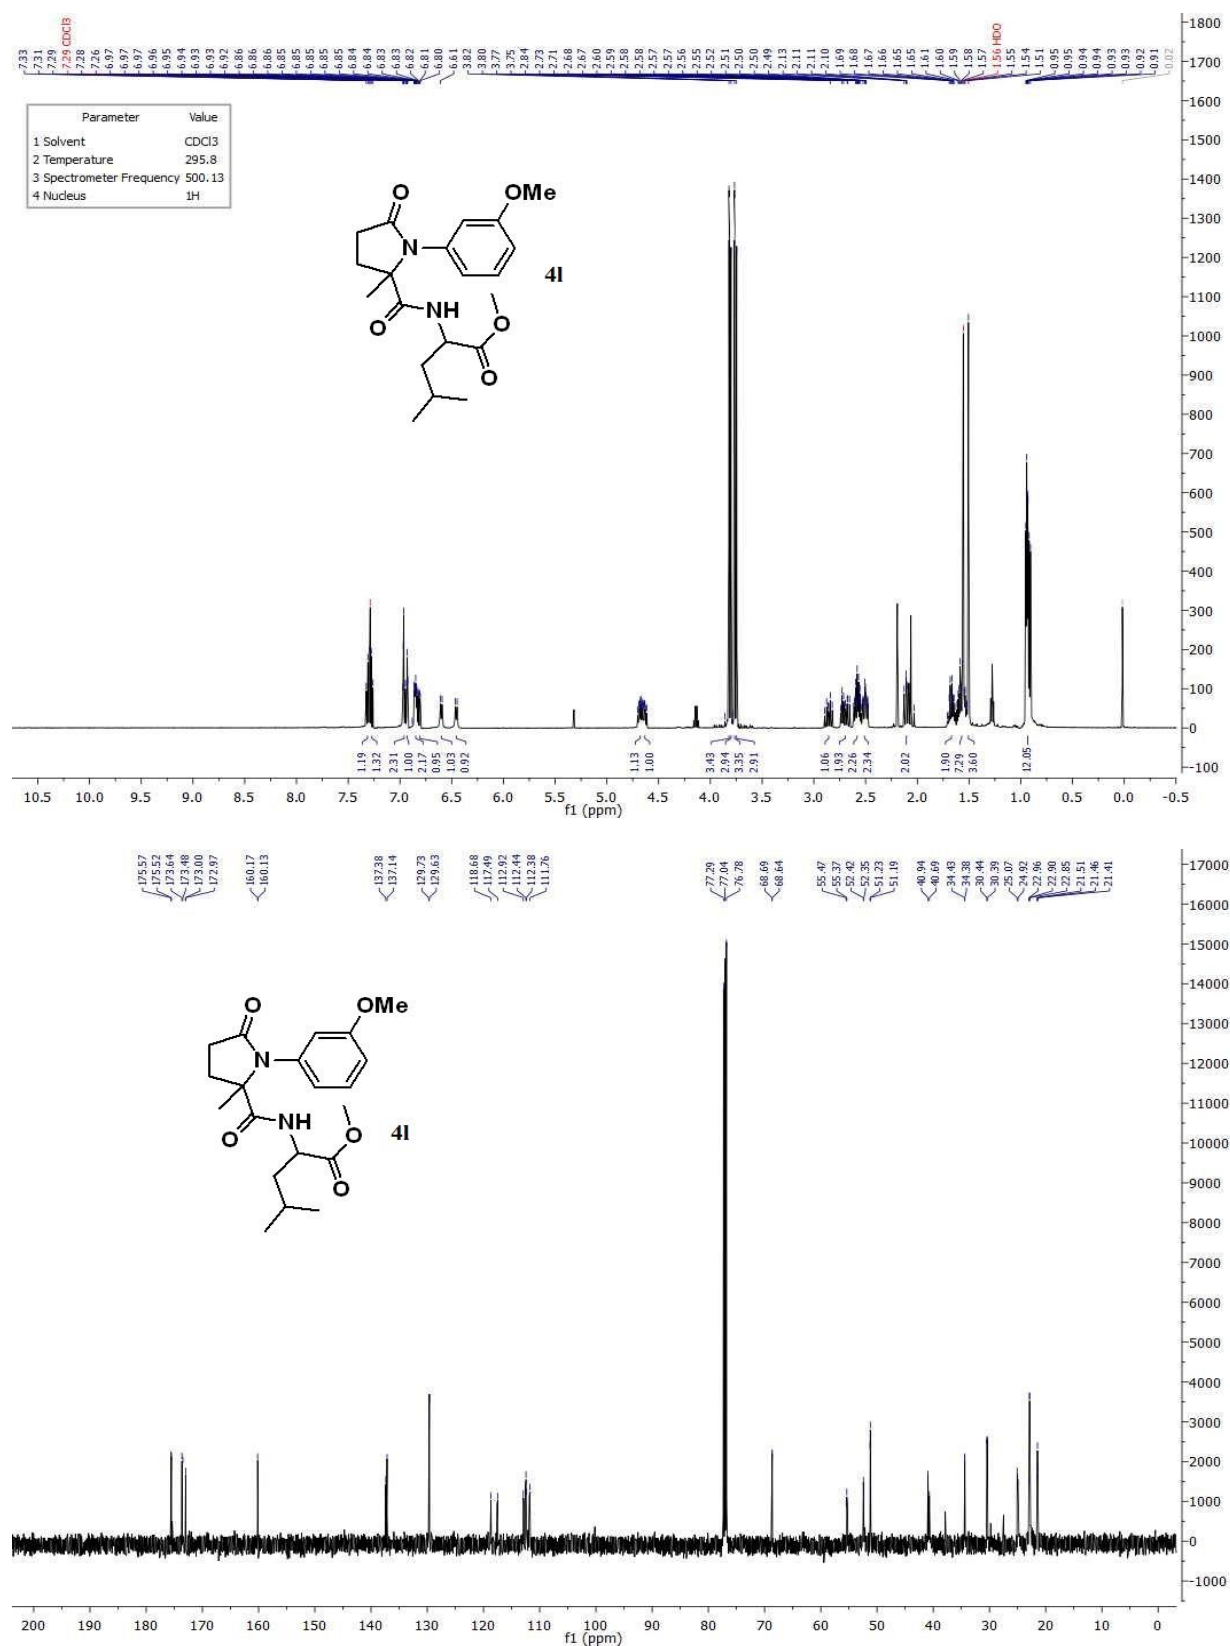 7.33 7.31 7.29 7.29 CDCl3 7.28 7.26 6.97 6.97 6.97 6.96 6.95 6.94 6.93 6.93 6.92 6.86 6.86 6.86 6.85 6.85 6.85 6.85 6.84 6.84 6.83 6.83 6.82 6.81 6.80 6.61 3.82 3.80 3.77 3.75 2.84 2.73 2.71 2.68 2.67 2.60 2.59 2.58 2.58 2.57 2.57 2.56 2.55 2.52 2.51 2.50 2.50 2.49 2.13 2.11 2.11 2.10 1.69 1.68 1.67 1.66 1.65 1.65 1.61 1.60 1.59 1.58 1.57 1.56 HDO 1.55 1.54 1.51 0.95 0.95 0.94 0.94 0.93 0.93 0.92 0.91 0.02
Parameter Value
1 Solvent CDCl3
2 Temperature 295.8
3 Spectrometer Frequency 500.13
4 Nucleus 1H
O
OMe
N
4l
NH
O
O
O
1800
1700
1600
1500
1400
1300
1200
1100
1000
900
800
700
600
500
400
300
200
100
0
-100
1.19 1.32 2.31 1.00 2.17 0.95 1.03 0.92 1.13 1.00 3.43 2.94 3.35 2.91 1.06 1.93 2.26 2.34 2.02 1.90 7.29 3.60 12.05
10.5 10.0 9.5 9.0 8.5 8.0 7.5 7.0 6.5 6.0 5.5 5.0 4.5 4.0 3.5 3.0 2.5 2.0 1.5 1.0 0.5 0.0 -0.5
f1 (ppm)
175.57 175.52 173.64 173.48 173.00 172.97 160.17 160.13 137.38 137.14 129.73 129.63 118.68 117.49 112.92 112.44 112.38 111.76 77.29 77.04 76.78 68.69 68.64 55.47 55.37 52.42 52.35 51.23 51.19 40.94 40.69 34.43 34.38 30.44 30.39 25.07 24.92 22.96 22.90 22.85 21.51 21.46 21.41
O
OMe
N
NH
O
O
4l
O
17000
16000
15000
14000
13000
12000
11000
10000
9000
8000
7000
6000
5000
4000
3000
2000
1000
0
-1000
200 190 180 170 160 150 140 130 120 110 100 90 80 70 60 50 40 30 20 10 0
f1 (ppm)